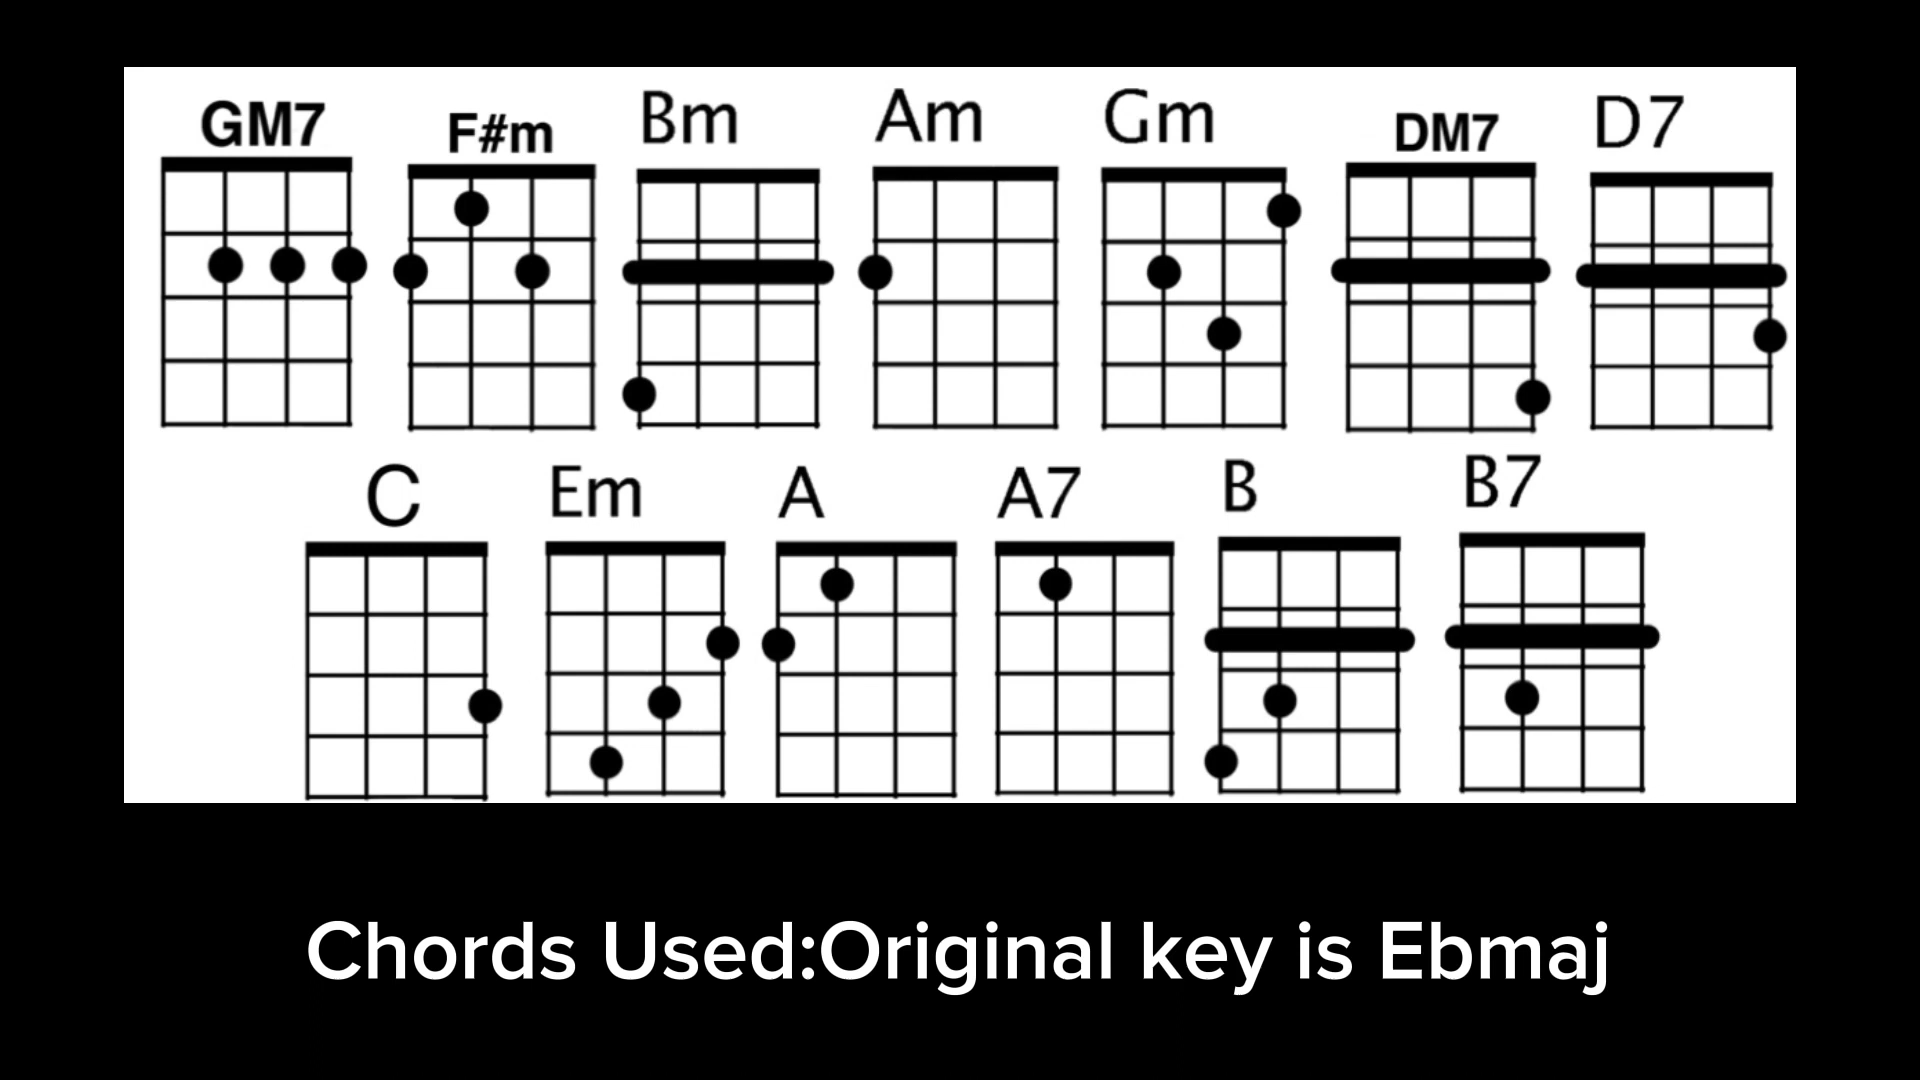 GM7 F#m Bm Am Gm DM7 D7
C Em A A7 B B7
Chords Used:Original key is Ebmaj